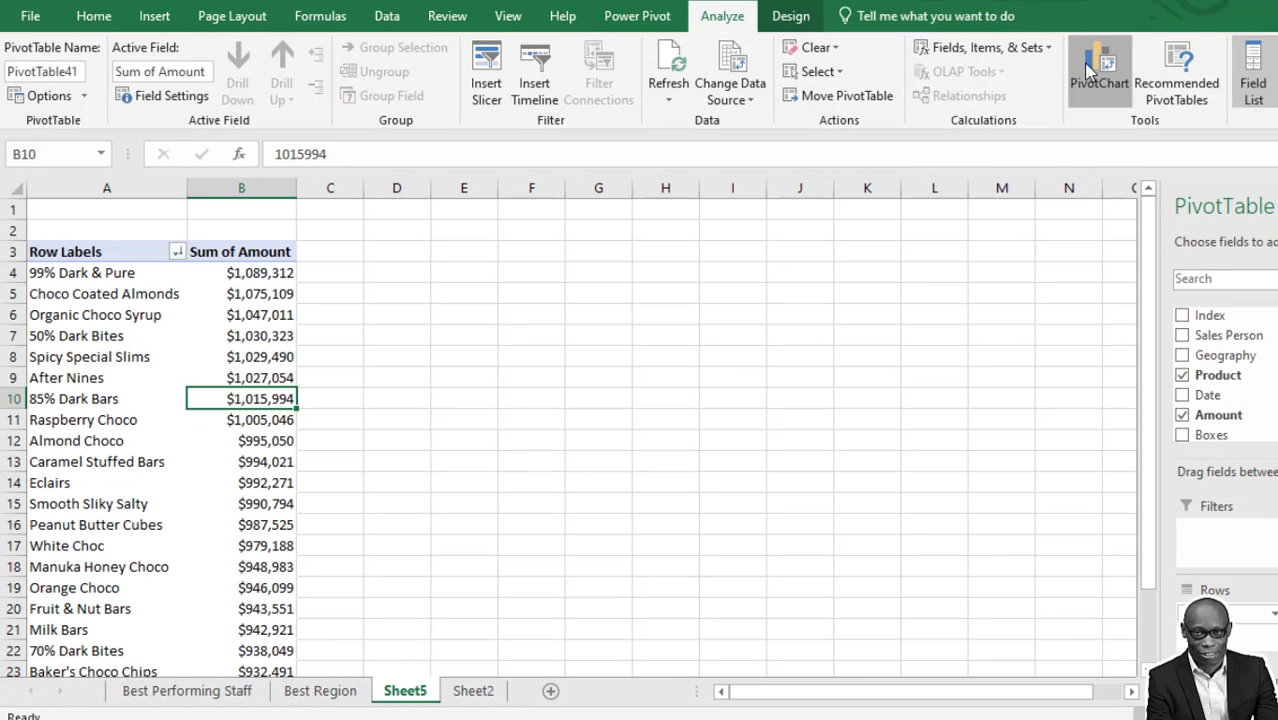 File Home Insert Page Layout Formulas Data Review View Help Power Pivot Analyze Design Tell me what you want to do
PivotTable Name:
PivotTable41
Options
PivotTable
Active Field:
Sum of Amount
Field Settings
Drill Down
Drill Up
Active Field
Group Selection
Ungroup
Group Field
Group
Insert Slicer
Insert Timeline
Filter Connections
Filter
Refresh
Change Data Source
Data
Clear
Select
Move PivotTable
Actions
Fields, Items, & Sets
OLAP Tools
Relationships
Calculations
PivotChart
Recommended PivotTables
Tools
Field List
B10 fx 1015994
A B C D E F G H I J K L M N
1
2
3 Row Labels Sum of Amount
4 99% Dark & Pure $1,089,312
5 Choco Coated Almonds $1,075,109
6 Organic Choco Syrup $1,047,011
7 50% Dark Bites $1,030,323
8 Spicy Special Slims $1,029,490
9 After Nines $1,027,054
10 85% Dark Bars $1,015,994
11 Raspberry Choco $1,005,046
12 Almond Choco $995,050
13 Caramel Stuffed Bars $994,021
14 Eclairs $992,271
15 Smooth Sliky Salty $990,794
16 Peanut Butter Cubes $987,525
17 White Choc $979,188
18 Manuka Honey Choco $948,983
19 Orange Choco $946,099
20 Fruit & Nut Bars $943,551
21 Milk Bars $942,921
22 70% Dark Bites $938,049
23 Baker's Choco Chips $932,491
PivotTable
Choose fields to ad
Search
Index
Sales Person
Geography
Product
Date
Amount
Boxes
Drag fields betwee
Filters
Rows
Best Performing Staff Best Region Sheet5 Sheet2
Ready